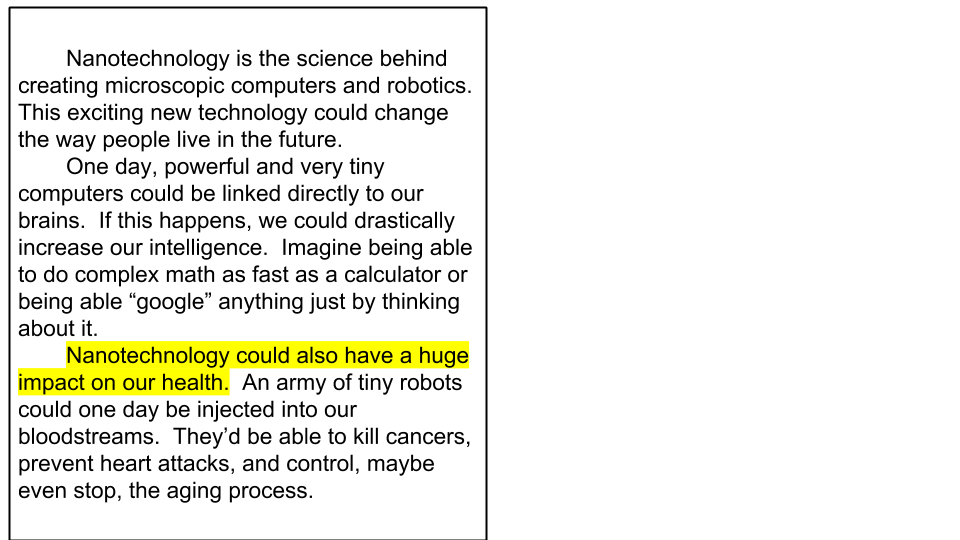 Nanotechnology is the science behind
creating microscopic computers and robotics.
This exciting new technology could change
the way people live in the future.
One day, powerful and very tiny
computers could be linked directly to our
brains.  If this happens, we could drastically
increase our intelligence.  Imagine being able
to do complex math as fast as a calculator or
being able “google” anything just by thinking
about it.
Nanotechnology could also have a huge
impact on our health.  An army of tiny robots
could one day be injected into our
bloodstreams.  They’d be able to kill cancers,
prevent heart attacks, and control, maybe
even stop, the aging process.